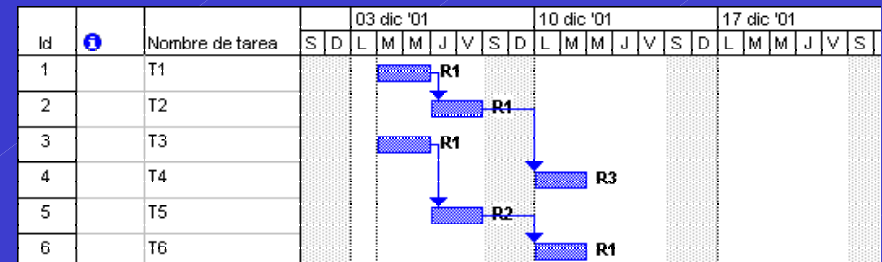 03 dic '01 10 dic '01 17 dic '01
Id Nombre de tarea S D L M M J V S D L M M J V S D L M M J V S
1 T1 R1
2 T2 R1
3 T3 R1
4 T4 R3
5 T5 R2
6 T6 R1